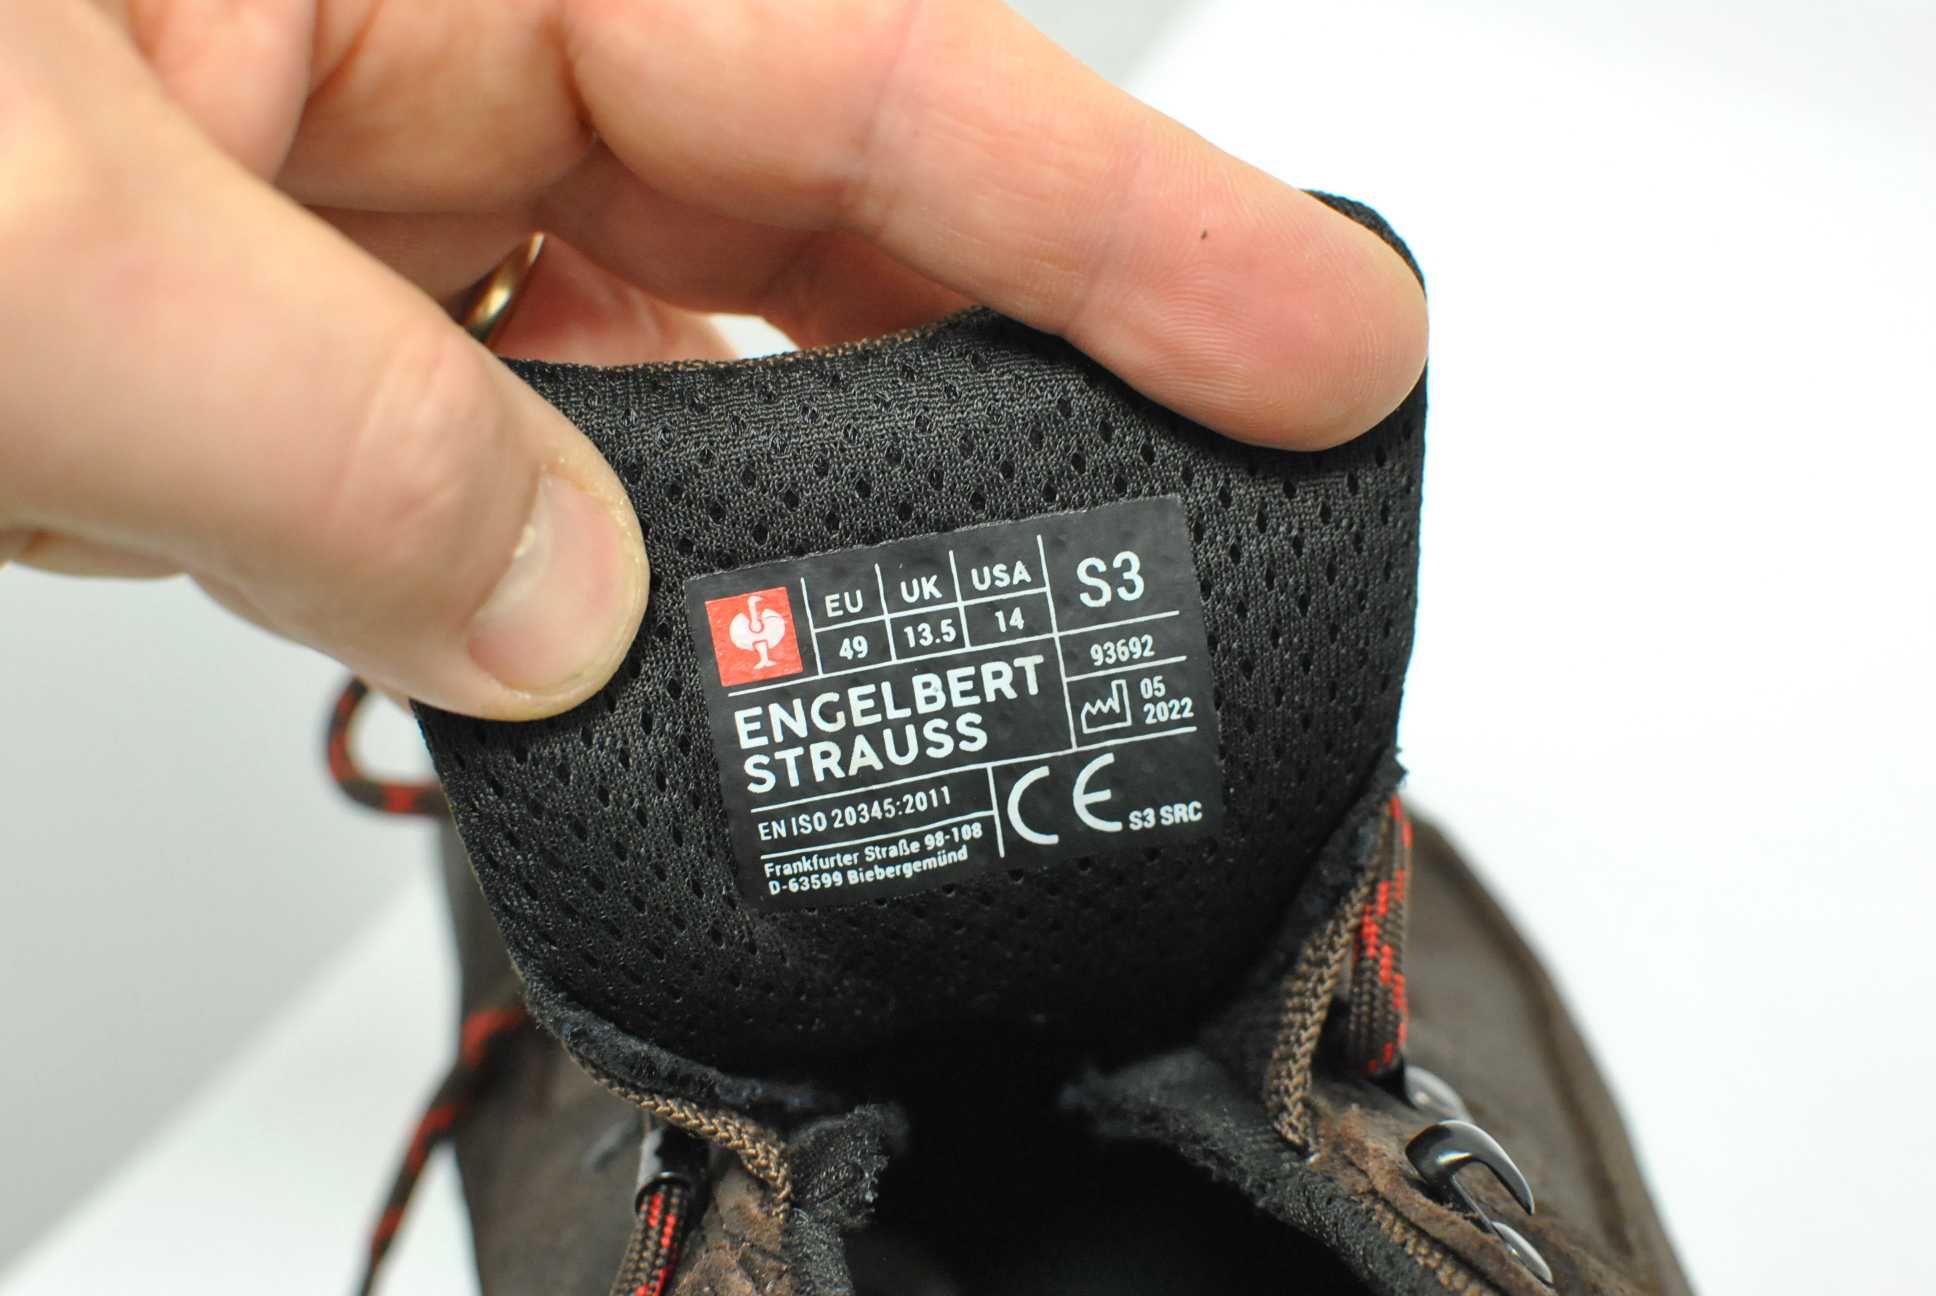 EU UK USA S3
49 13.5 14
93692
ENGELBERT
STRAUSS
05
2022
EN ISO 20345:2011
CE S3 SRC
Frankfurter Straße 98-108
D-63599 Biebergemünd